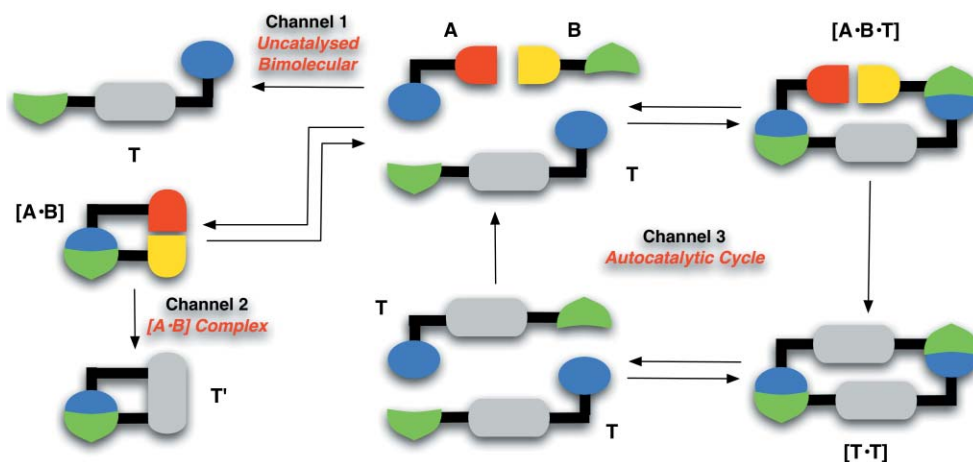 Channel 1
Uncatalysed
Bimolecular
A
B
[A•B•T]
T
T
[A•B]
Channel 3
Autocatalytic Cycle
Channel 2
[A•B] Complex
T
T'
T
[T•T]